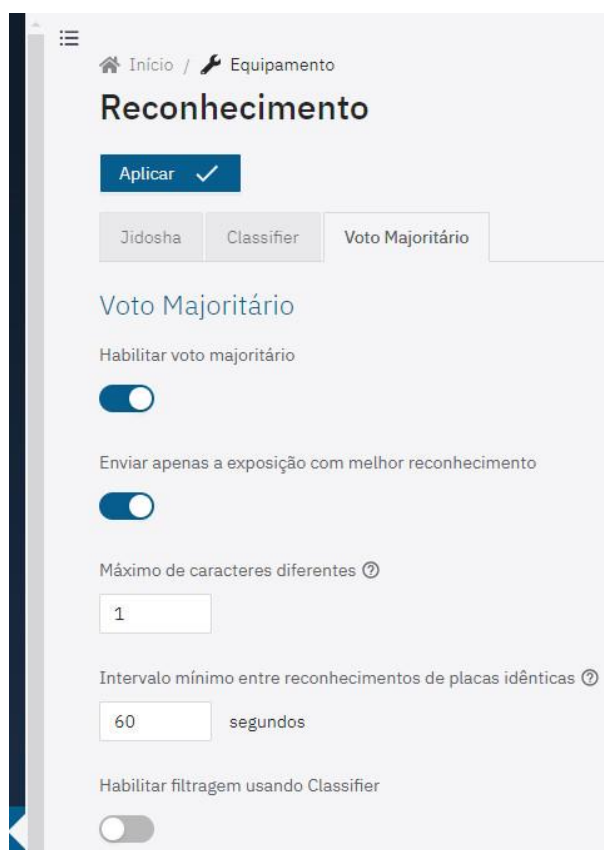 Início / Equipamento
Reconhecimento
Aplicar
Jidosha Classifier Voto Majoritário
Voto Majoritário
Habilitar voto majoritário
Enviar apenas a exposição com melhor reconhecimento
Máximo de caracteres diferentes
1
Intervalo mínimo entre reconhecimentos de placas idênticas
60 segundos
Habilitar filtragem usando Classifier